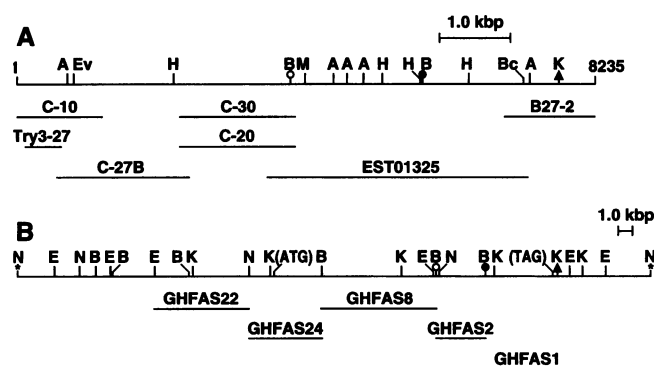 A 1.0 kbp
1 A Ev H B M A A A H H B H Bc A K 8235
C-10 C-30 B27-2
Try3-27 C-20
C-27B EST01325
B 1.0 kbp
N E N B E B E B K N K(ATG) B K E B N B K (TAG) K E K E N
* *
GHFAS22 GHFAS8
GHFAS24 GHFAS2
GHFAS1